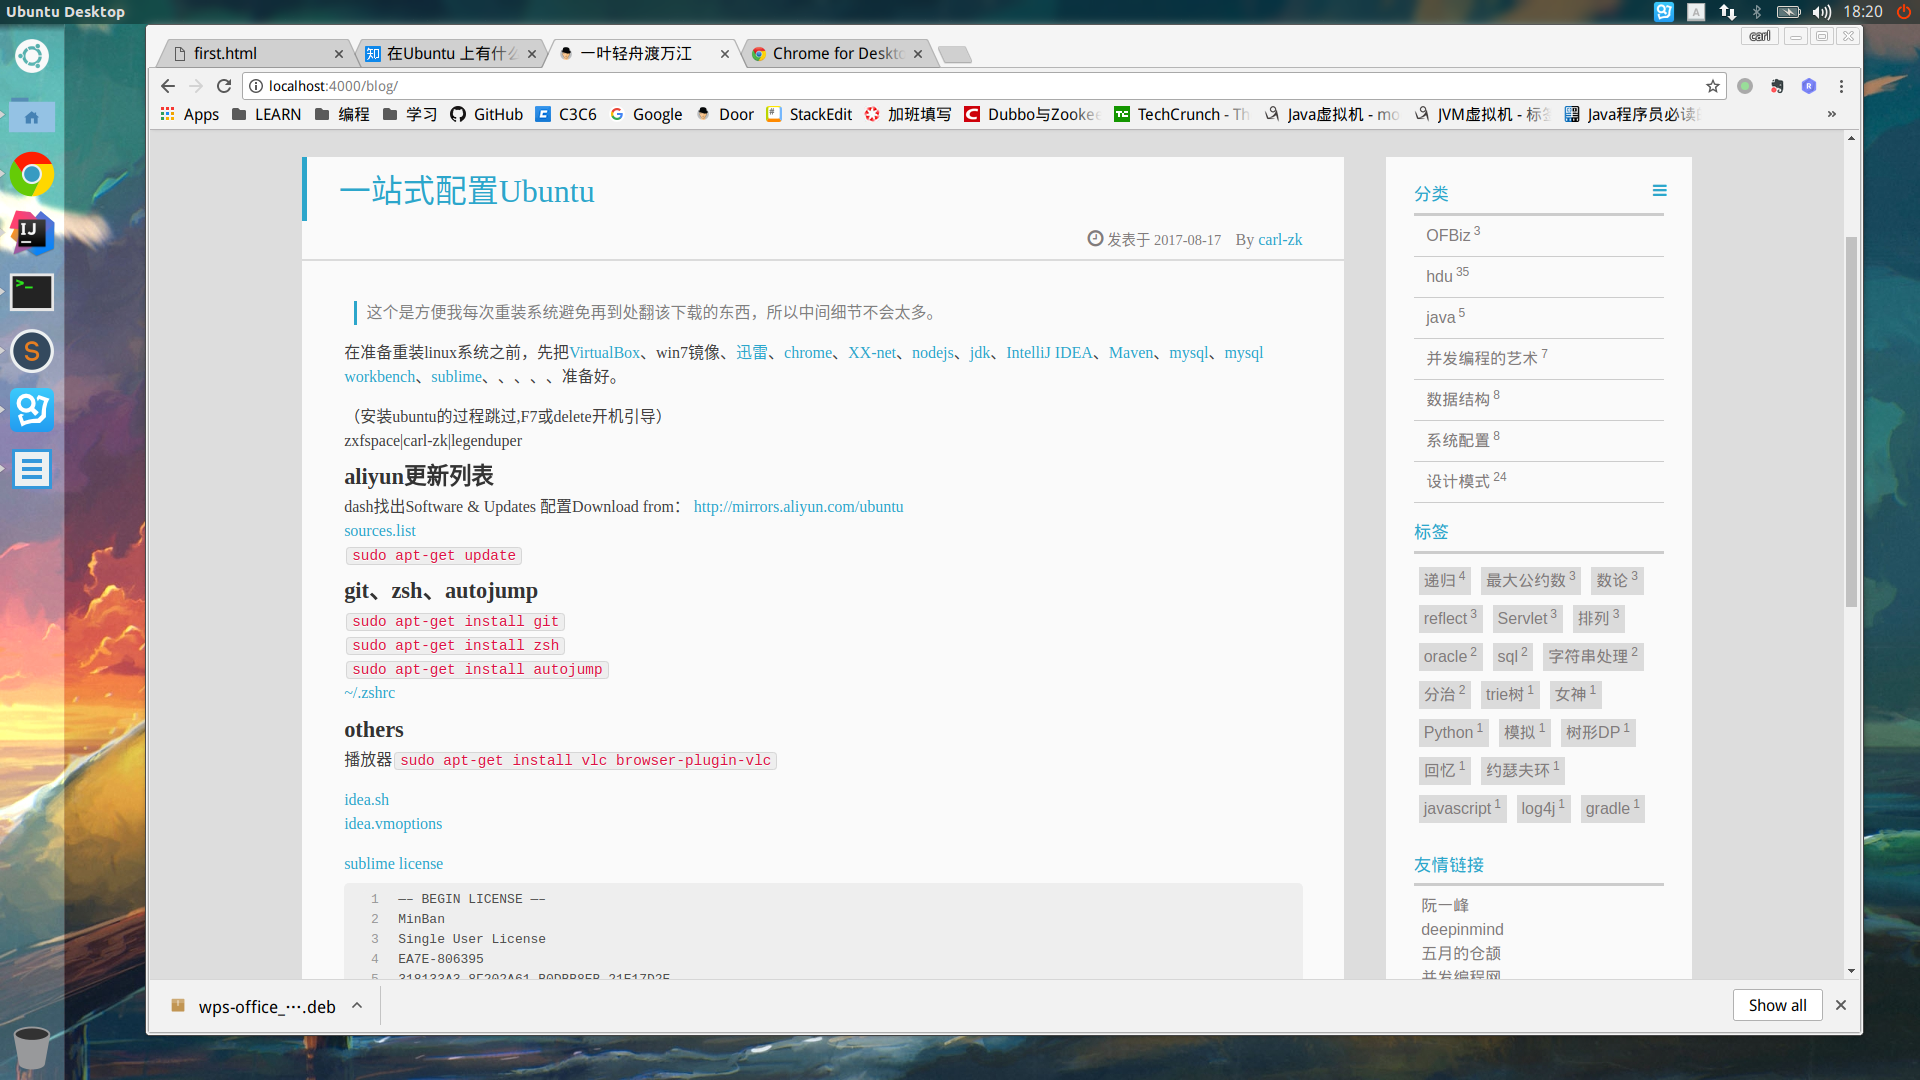 Ubuntu Desktop
18:20
carl
first.html
在Ubuntu 上有什么
一叶轻舟渡万江
Chrome for Deskto
localhost:4000/blog/
Apps LEARN 编程 学习 GitHub C3C6 Google Door StackEdit 加班填写 Dubbo与Zooke TechCrunch - Th Java虚拟机 - mo JVM虚拟机 - 标签 Java程序员必读 »
一站式配置Ubuntu
发表于 2017-08-17 By carl-zk
这个是方便我每次重装系统避免再到处翻该下载的东西，所以中间细节不会太多。
在准备重装linux系统之前，先把VirtualBox、win7镜像、迅雷、chrome、XX-net、nodejs、jdk、IntelliJ IDEA、Maven、mysql、mysql
workbench、sublime、、、、、准备好。
（安装ubuntu的过程跳过,F7或delete开机引导）
zxfspace|carl-zk|legenduper
aliyun更新列表
dash找出Software & Updates 配置Download from： http://mirrors.aliyun.com/ubuntu
sources.list
sudo apt-get update
git、zsh、autojump
sudo apt-get install git
sudo apt-get install zsh
sudo apt-get install autojump
~/.zshrc
others
播放器 sudo apt-get install vlc browser-plugin-vlc
idea.sh
idea.vmoptions
sublime license
1 —– BEGIN LICENSE —–
2 MinBan
3 Single User License
4 EA7E-806395
5
分类
OFBiz 3
hdu 35
java 5
并发编程的艺术 7
数据结构 8
系统配置 8
设计模式 24
标签
递归 4 最大公约数 3 数论 3
reflect 3 Servlet 3 排列 3
oracle 2 sql 2 字符串处理 2
分治 2 trie树 1 女神 1
Python 1 模拟 1 树形DP 1
回忆 1 约瑟夫环 1
javascript 1 log4j 1 gradle 1
友情链接
阮一峰
deepinmind
五月的仓颉
并发编程网
wps-office_⋯.deb
Show all